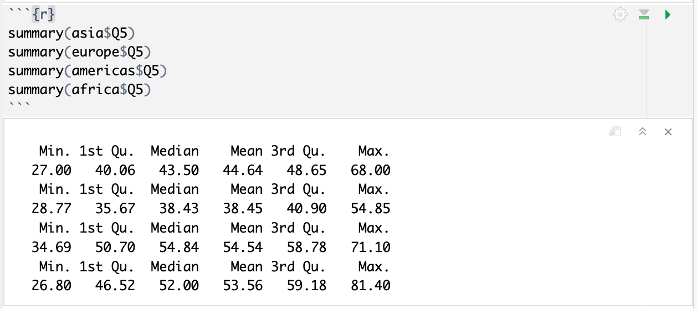 ```{r}
summary(asia$Q5)
summary(europe$Q5)
summary(americas$Q5)
summary(africa$Q5)
```
Min. 1st Qu. Median Mean 3rd Qu. Max.
27.00 40.06 43.50 44.64 48.65 68.00
Min. 1st Qu. Median Mean 3rd Qu. Max.
28.77 35.67 38.43 38.45 40.90 54.85
Min. 1st Qu. Median Mean 3rd Qu. Max.
34.69 50.70 54.84 54.54 58.78 71.10
Min. 1st Qu. Median Mean 3rd Qu. Max.
26.80 46.52 52.00 53.56 59.18 81.40